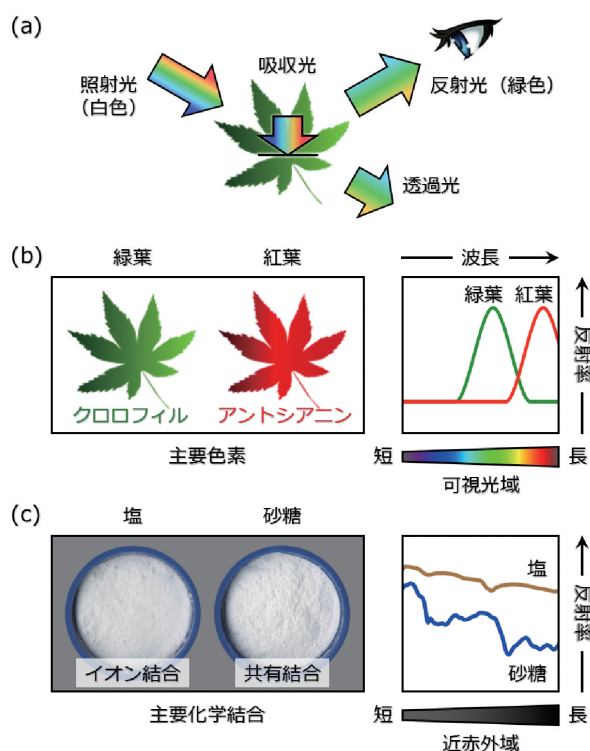 (a)
照射光
(白色)
吸収光
反射光（緑色）
透過光
(b)
緑葉
紅葉
クロロフィル
アントシアニン
主要色素
波長
緑葉
紅葉
反射率
短
長
可視光域
(c)
塩
砂糖
イオン結合
共有結合
主要化学結合
塩
砂糖
反射率
短
長
近赤外域